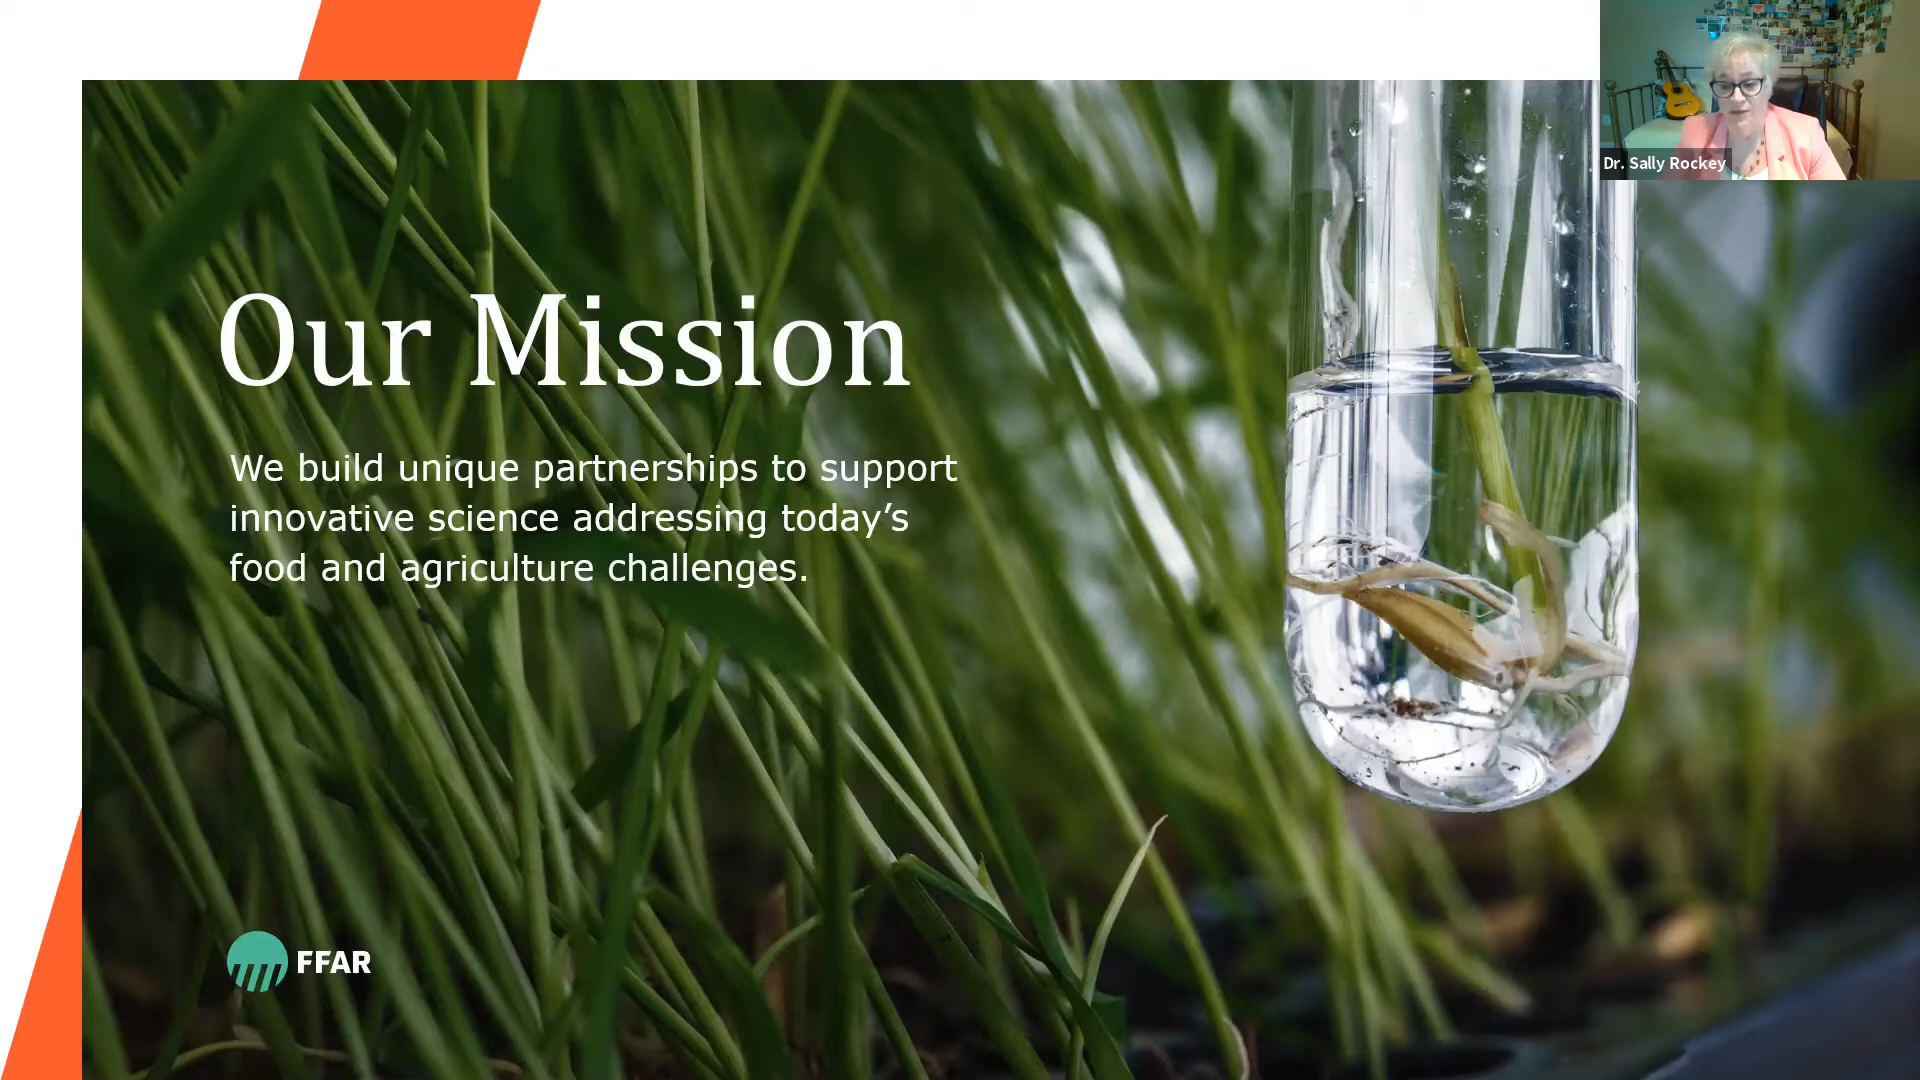 Dr. Sally Rockey
Our Mission
We build unique partnerships to support
innovative science addressing today’s
food and agriculture challenges.
FFAR